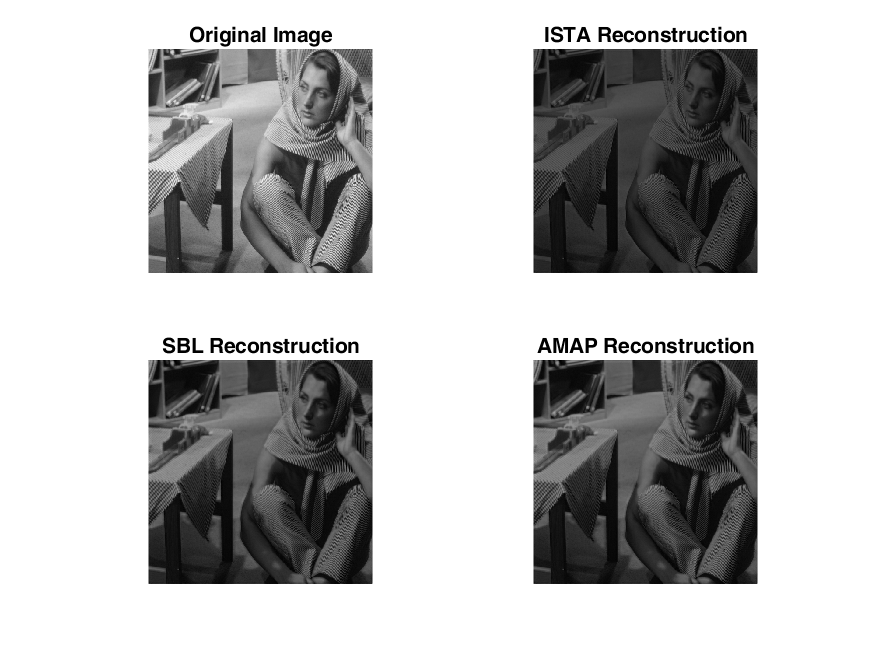 Original Image
ISTA Reconstruction
SBL Reconstruction
AMAP Reconstruction